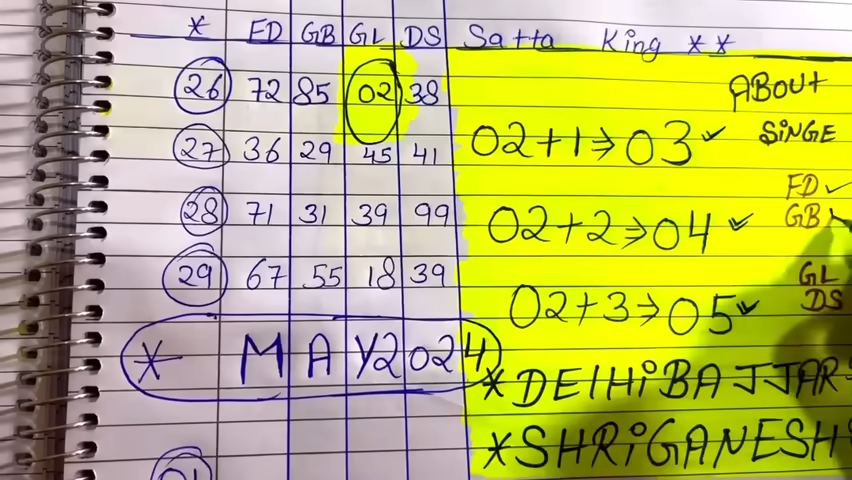 * FD GB GL DS Satta King **
26 72 85 02 38
27 36 29 45 41
28 71 31 39 99
29 67 55 18 39
* MAY 2024
01
ABOUT
SiNGE
02+1⇒03✓
FD✓
GB
02+2⇒04✓
GL
DS
02+3⇒05✓
*DElHiBAJJAR
*SHRiGANESH